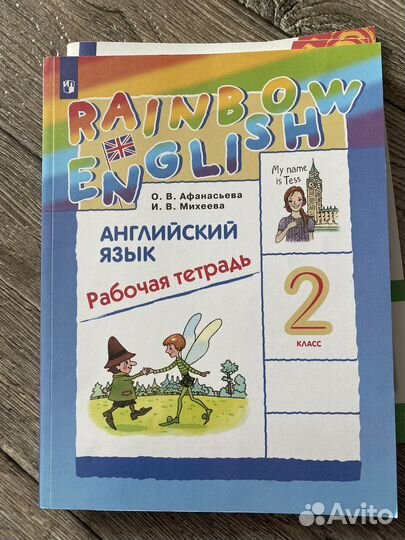 RAINBOW
ENGLISH
О. В. Афанасьева
И. В. Михеева
My name
is Tess
АНГЛИЙСКИЙ
ЯЗЫК
Рабочая тетрадь
2
КЛАСС
Avito